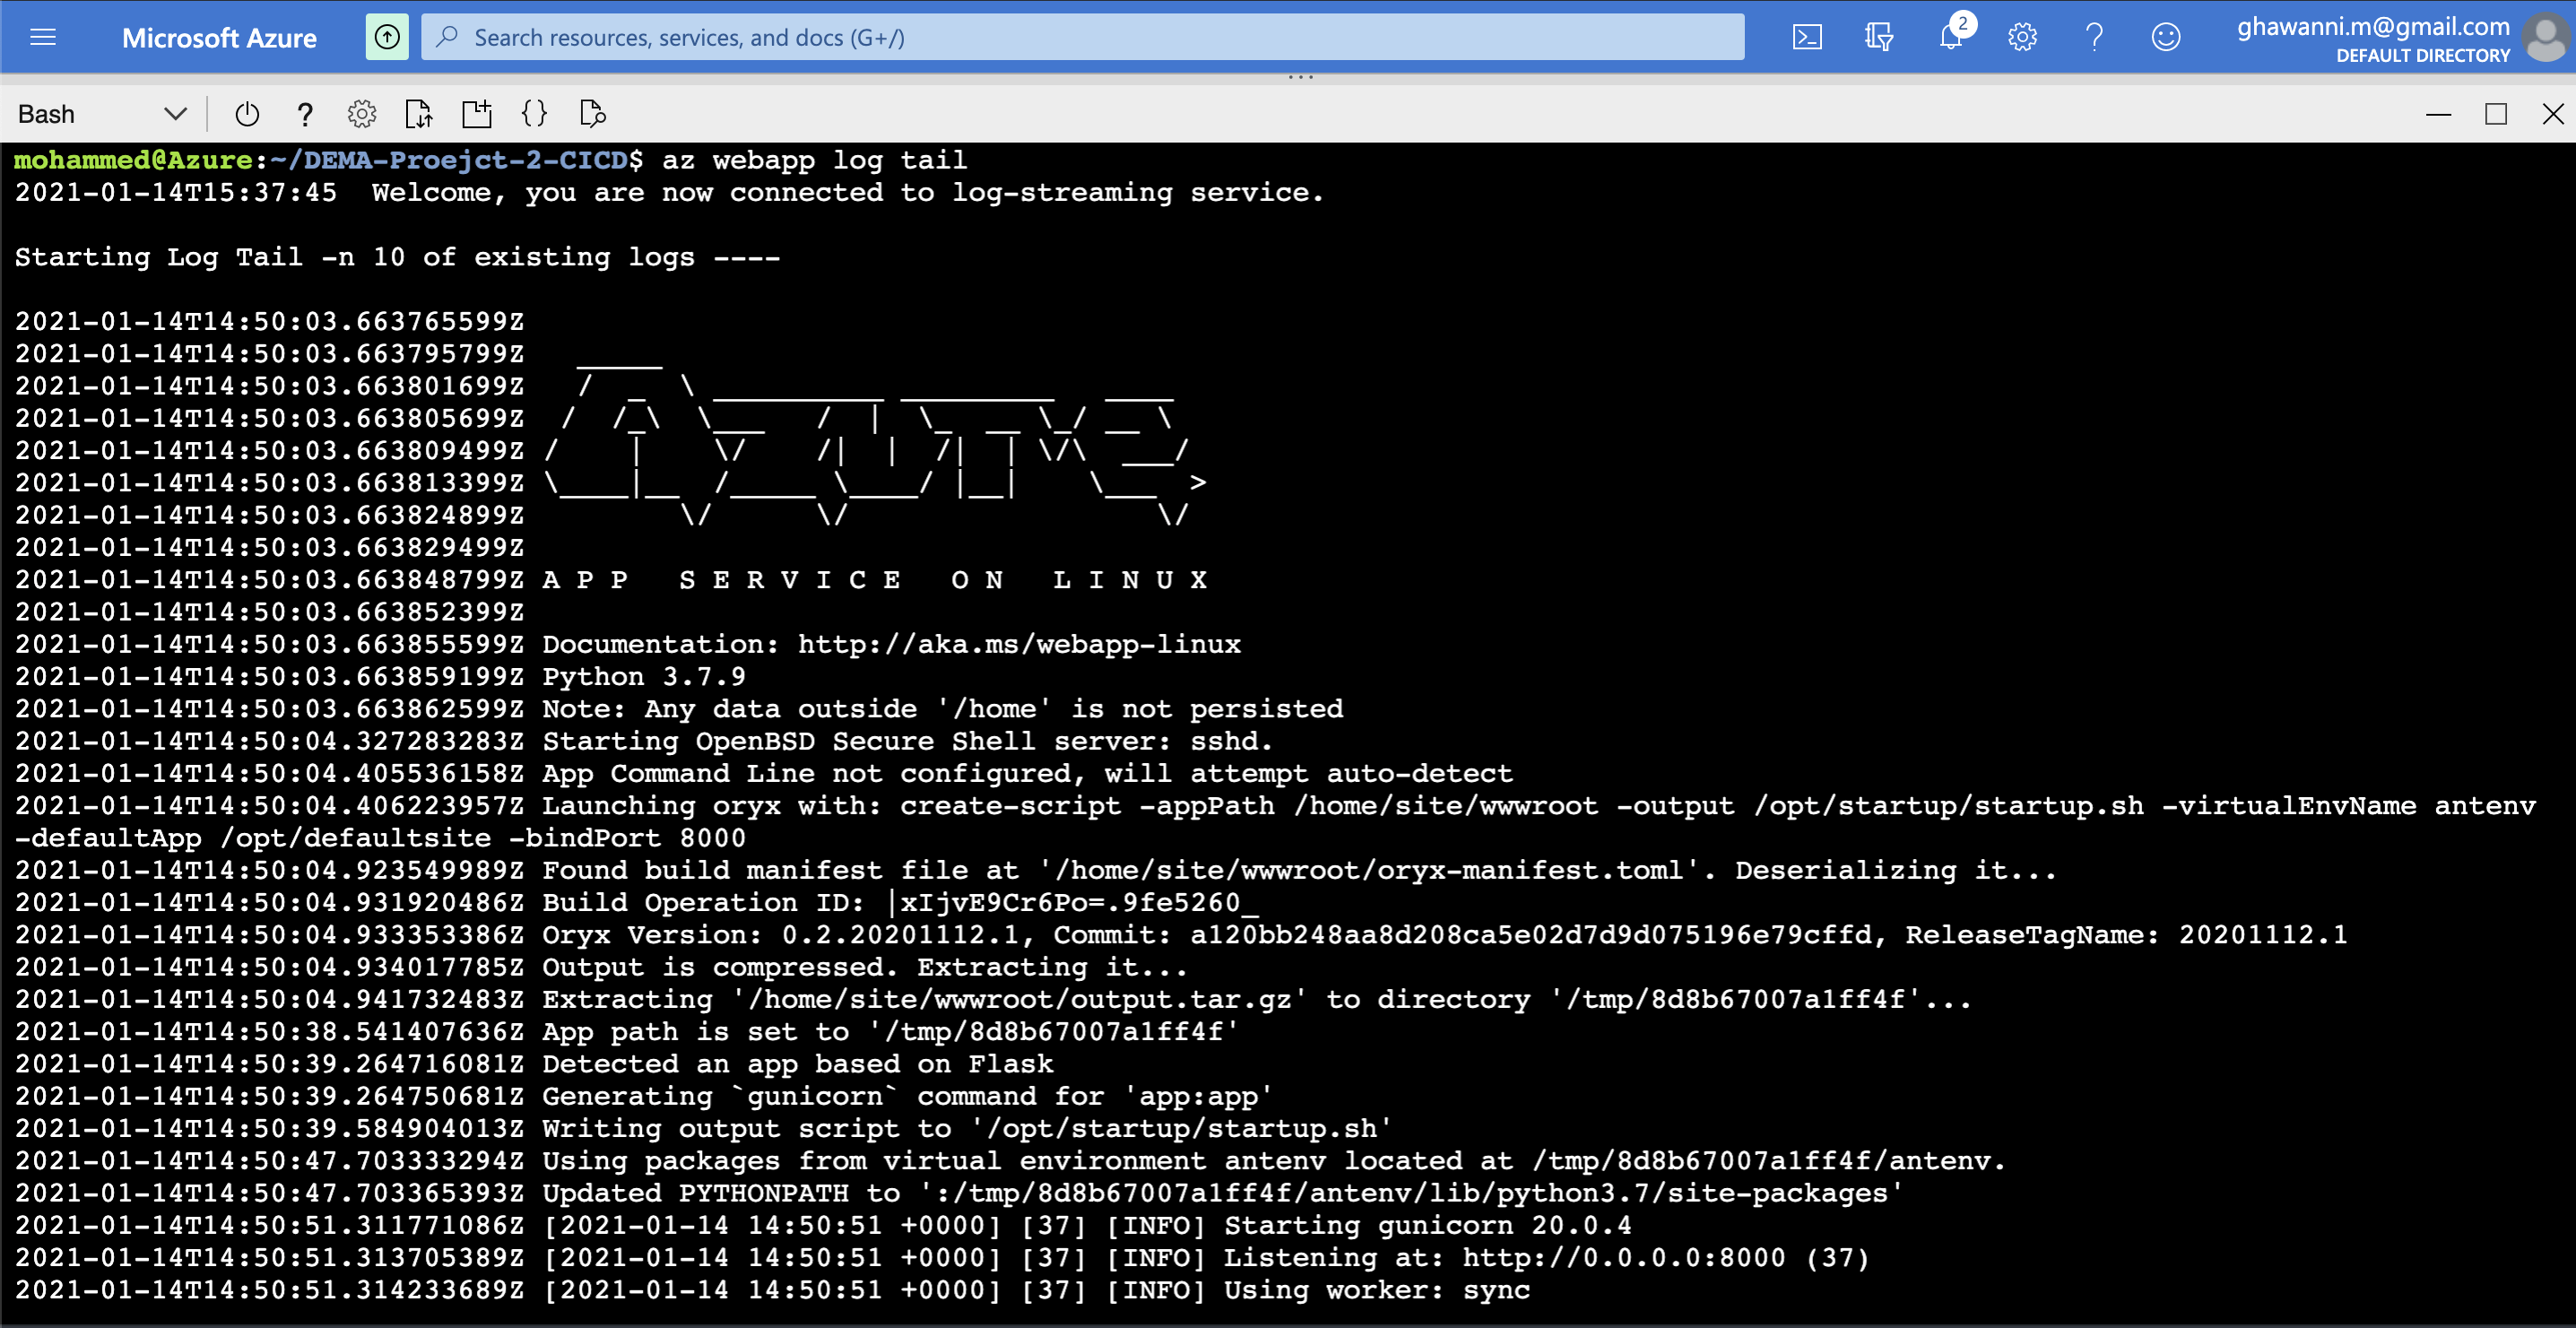 Microsoft Azure
Search resources, services, and docs (G+/)
2
ghawanni.m@gmail.com
DEFAULT DIRECTORY
Bash
mohammed@Azure:~/DEMA-Proejct-2-CICD$ az webapp log tail
2021-01-14T15:37:45  Welcome, you are now connected to log-streaming service.
Starting Log Tail -n 10 of existing logs ----
2021-01-14T14:50:03.663765599Z
2021-01-14T14:50:03.663795799Z
2021-01-14T14:50:03.663801699Z
2021-01-14T14:50:03.663805699Z
2021-01-14T14:50:03.663809499Z
2021-01-14T14:50:03.663813399Z
2021-01-14T14:50:03.663824899Z
2021-01-14T14:50:03.663829499Z
2021-01-14T14:50:03.663848799Z A P P   S E R V I C E   O N   L I N U X
2021-01-14T14:50:03.663852399Z
2021-01-14T14:50:03.663855599Z Documentation: http://aka.ms/webapp-linux
2021-01-14T14:50:03.663859199Z Python 3.7.9
2021-01-14T14:50:03.663862599Z Note: Any data outside '/home' is not persisted
2021-01-14T14:50:04.327283283Z Starting OpenBSD Secure Shell server: sshd.
2021-01-14T14:50:04.405536158Z App Command Line not configured, will attempt auto-detect
2021-01-14T14:50:04.406223957Z Launching oryx with: create-script -appPath /home/site/wwwroot -output /opt/startup/startup.sh -virtualEnvName antenv
-defaultApp /opt/defaultsite -bindPort 8000
2021-01-14T14:50:04.923549989Z Found build manifest file at '/home/site/wwwroot/oryx-manifest.toml'. Deserializing it...
2021-01-14T14:50:04.931920486Z Build Operation ID: |xIjvE9Cr6Po=.9fe5260_
2021-01-14T14:50:04.933353386Z Oryx Version: 0.2.20201112.1, Commit: a120bb248aa8d208ca5e02d7d9d075196e79cffd, ReleaseTagName: 20201112.1
2021-01-14T14:50:04.934017785Z Output is compressed. Extracting it...
2021-01-14T14:50:04.941732483Z Extracting '/home/site/wwwroot/output.tar.gz' to directory '/tmp/8d8b67007a1ff4f'...
2021-01-14T14:50:38.541407636Z App path is set to '/tmp/8d8b67007a1ff4f'
2021-01-14T14:50:39.264716081Z Detected an app based on Flask
2021-01-14T14:50:39.264750681Z Generating `gunicorn` command for 'app:app'
2021-01-14T14:50:39.584904013Z Writing output script to '/opt/startup/startup.sh'
2021-01-14T14:50:47.703333294Z Using packages from virtual environment antenv located at /tmp/8d8b67007a1ff4f/antenv.
2021-01-14T14:50:47.703365393Z Updated PYTHONPATH to ':/tmp/8d8b67007a1ff4f/antenv/lib/python3.7/site-packages'
2021-01-14T14:50:51.311771086Z [2021-01-14 14:50:51 +0000] [37] [INFO] Starting gunicorn 20.0.4
2021-01-14T14:50:51.313705389Z [2021-01-14 14:50:51 +0000] [37] [INFO] Listening at: http://0.0.0.0:8000 (37)
2021-01-14T14:50:51.314233689Z [2021-01-14 14:50:51 +0000] [37] [INFO] Using worker: sync